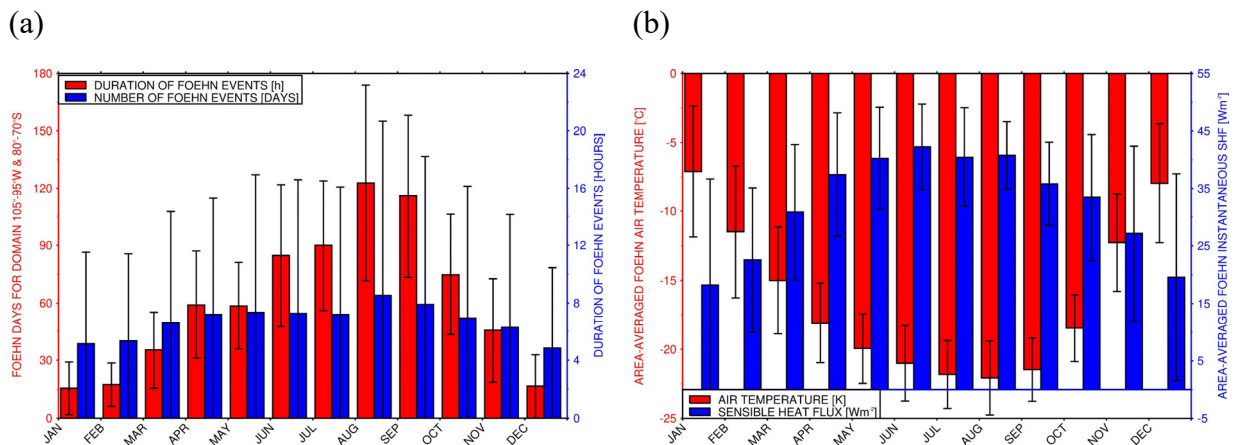 (a)
(b)
180
150
120
90
60
30
0
FOEHN DAYS FOR DOMAIN 105°-95°W & 80°-70°S
DURATION OF FOEHN EVENTS [h]
NUMBER OF FOEHN EVENTS [DAYS]
24
20
16
12
8
4
0
DURATION OF FOEHN EVENTS [HOURS]
JAN FEB MAR APR MAY JUN JUL AUG SEP OCT NOV DEC
0
-5
-10
-15
-20
-25
AREA-AVERAGED FOEHN AIR TEMPERATURE [°C]
AIR TEMPERATURE [K]
SENSIBLE HEAT FLUX [Wm-²]
55
45
35
25
15
5
-5
AREA-AVERAGED FOEHN INSTANTANEOUS SHF [Wm-²]
JAN FEB MAR APR MAY JUN JUL AUG SEP OCT NOV DEC